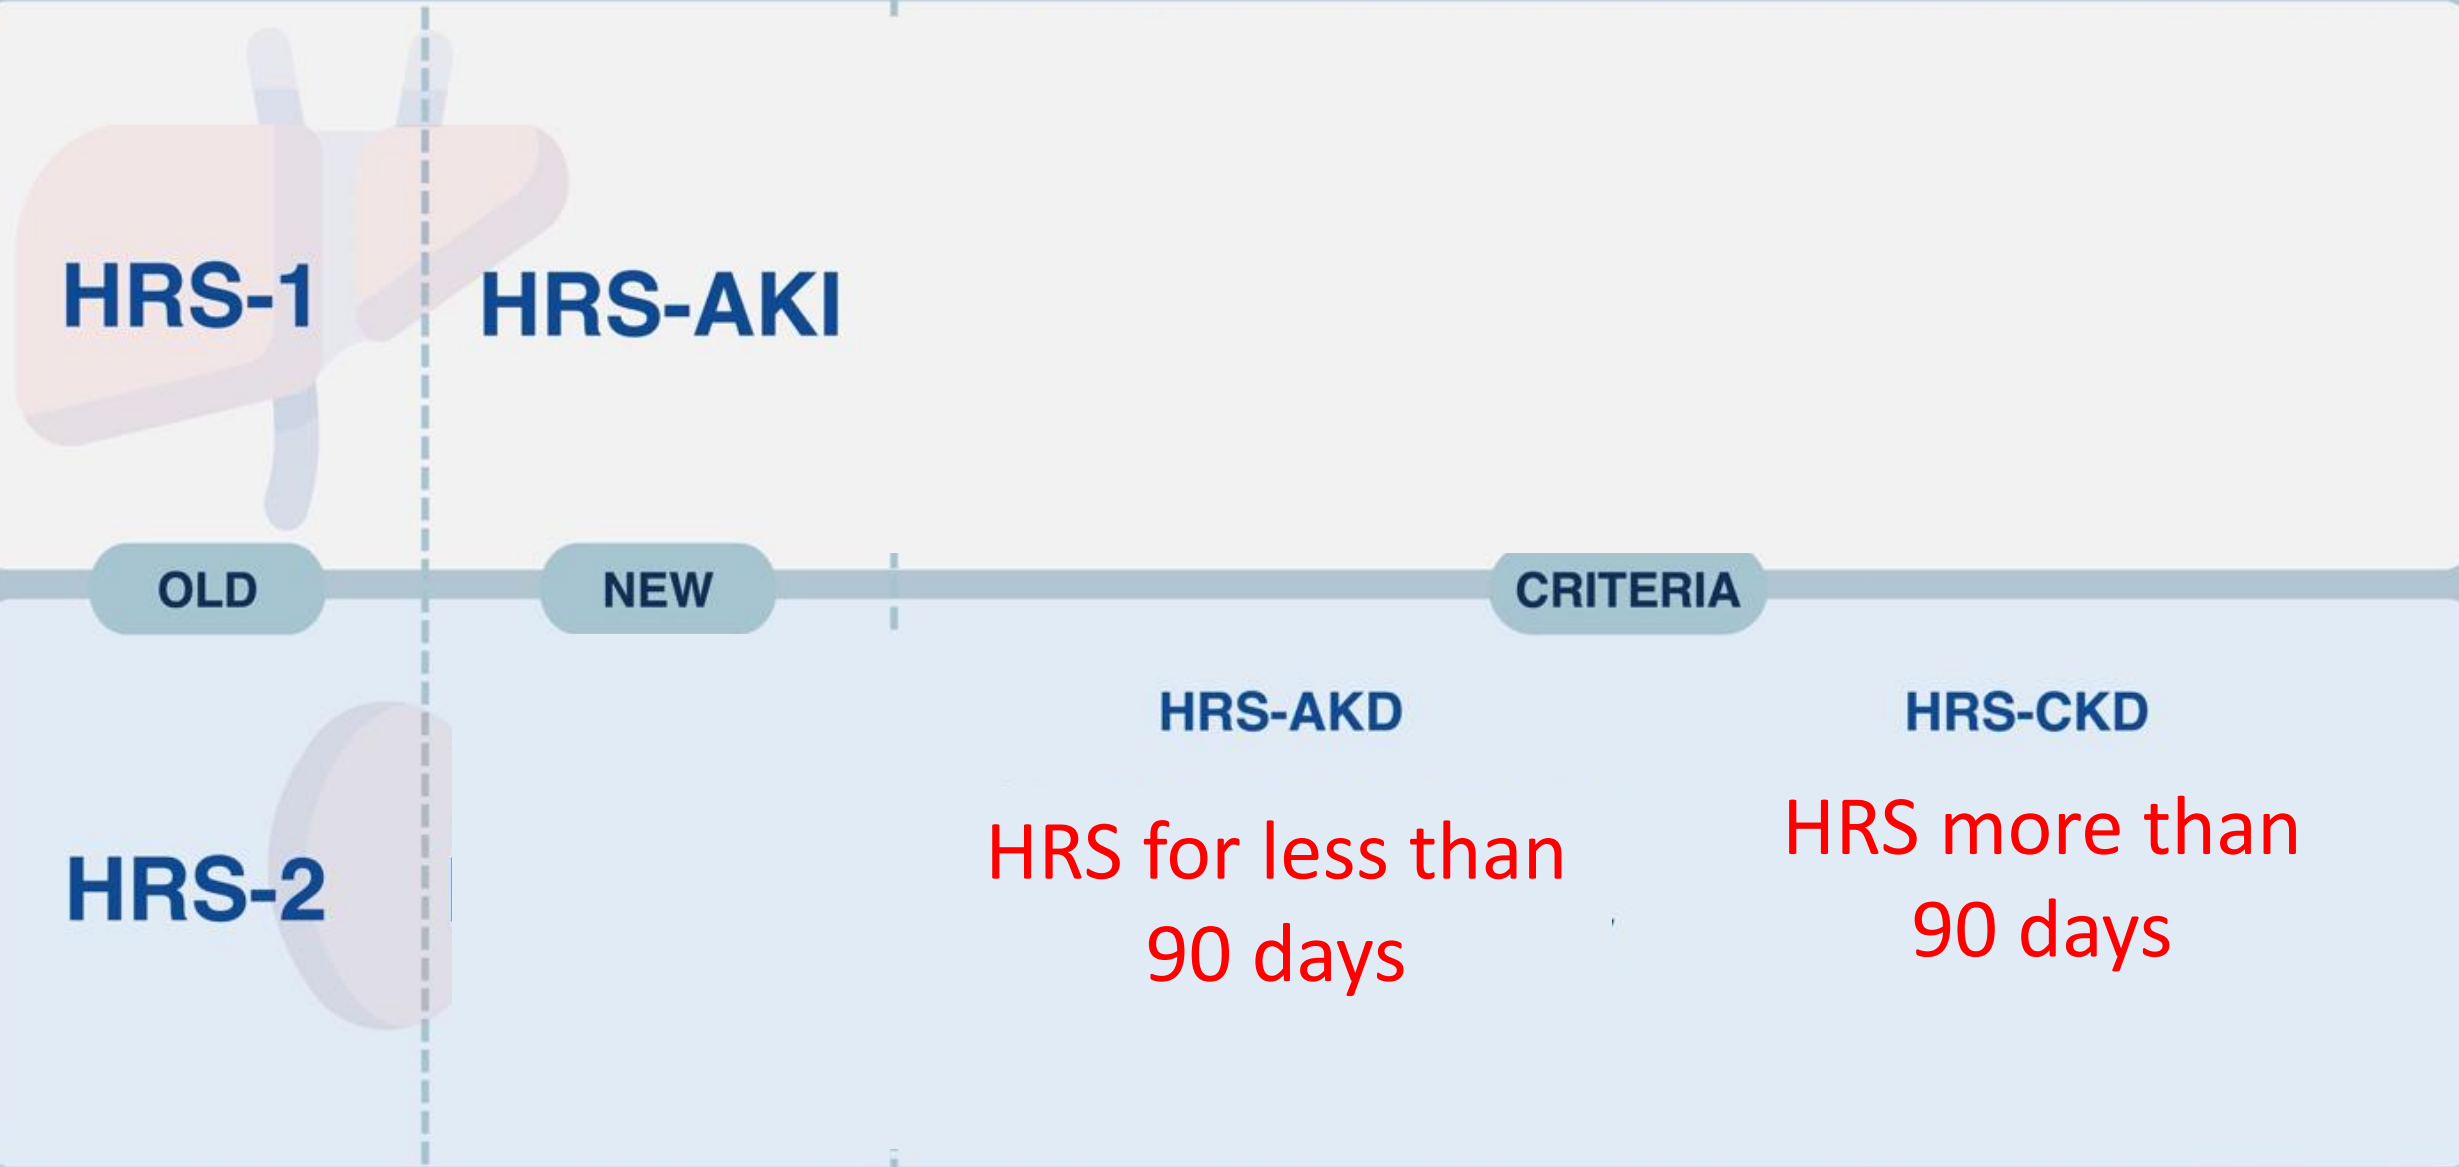 HRS-1
HRS-AKI
OLD
NEW
CRITERIA
HRS-AKD
HRS-CKD
HRS-2
HRS for less than
90 days
HRS more than
90 days